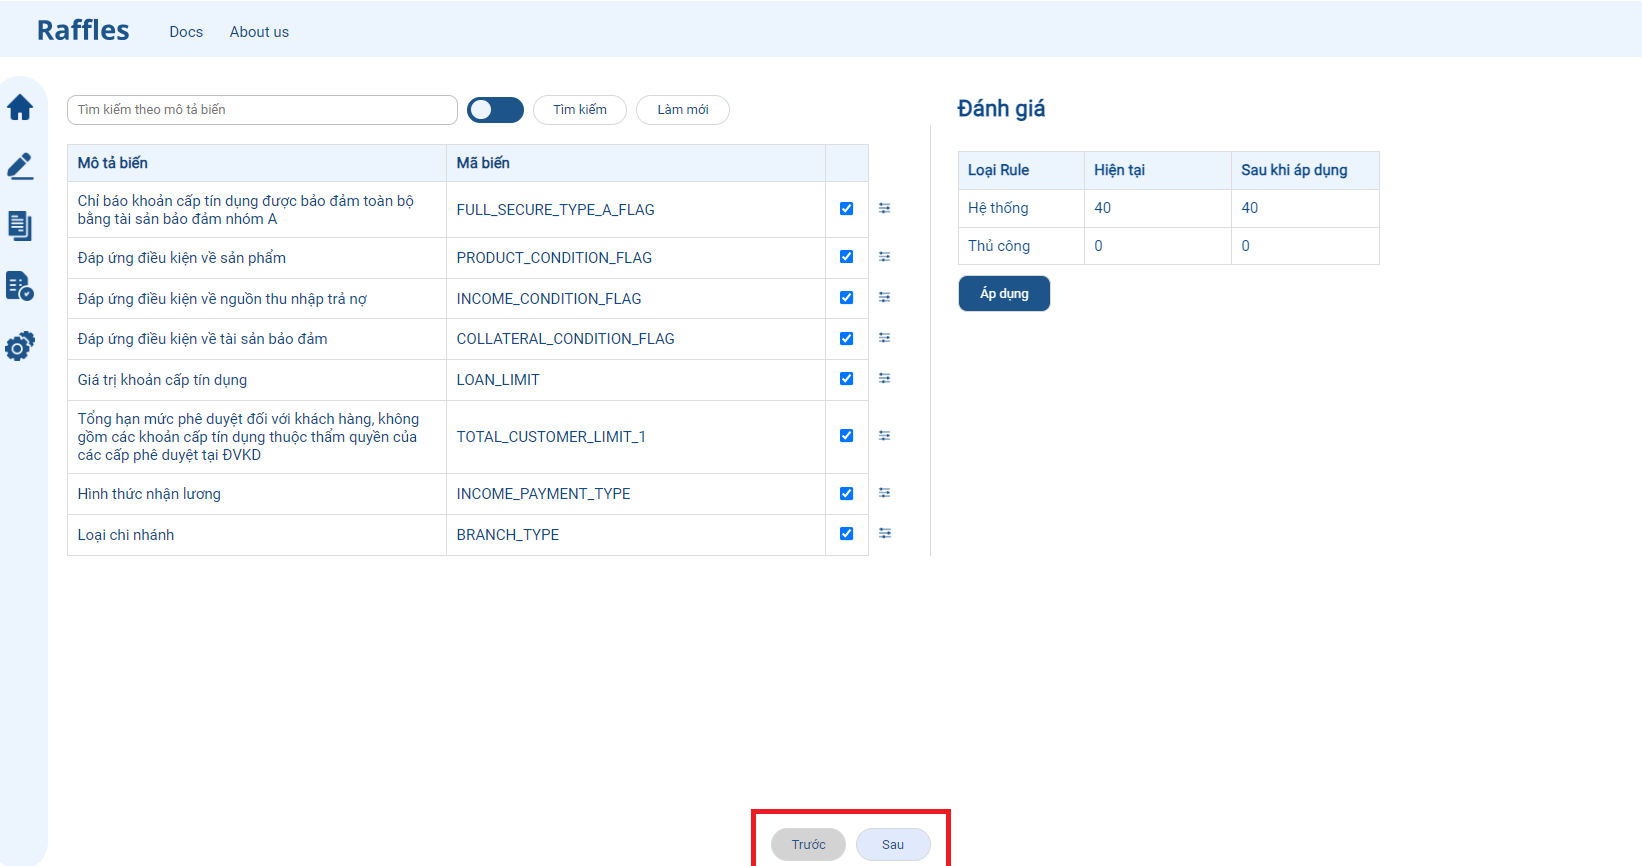 Raffles
Docs
About us
Tìm kiếm theo mô tả biến
Tìm kiếm
Làm mới
Mô tả biến
Mã biến
Chỉ báo khoản cấp tín dụng được bảo đảm toàn bộ
bằng tài sản bảo đảm nhóm A
FULL_SECURE_TYPE_A_FLAG
Đáp ứng điều kiện về sản phẩm
PRODUCT_CONDITION_FLAG
Đáp ứng điều kiện về nguồn thu nhập trả nợ
INCOME_CONDITION_FLAG
Đáp ứng điều kiện về tài sản bảo đảm
COLLATERAL_CONDITION_FLAG
Giá trị khoản cấp tín dụng
LOAN_LIMIT
Tổng hạn mức phê duyệt đối với khách hàng, không
gồm các khoản cấp tín dụng thuộc thẩm quyền của
các cấp phê duyệt tại ĐVKD
TOTAL_CUSTOMER_LIMIT_1
Hình thức nhận lương
INCOME_PAYMENT_TYPE
Loại chi nhánh
BRANCH_TYPE
Đánh giá
Loại Rule
Hiện tại
Sau khi áp dụng
Hệ thống
40
40
Thủ công
0
0
Áp dụng
Trước
Sau